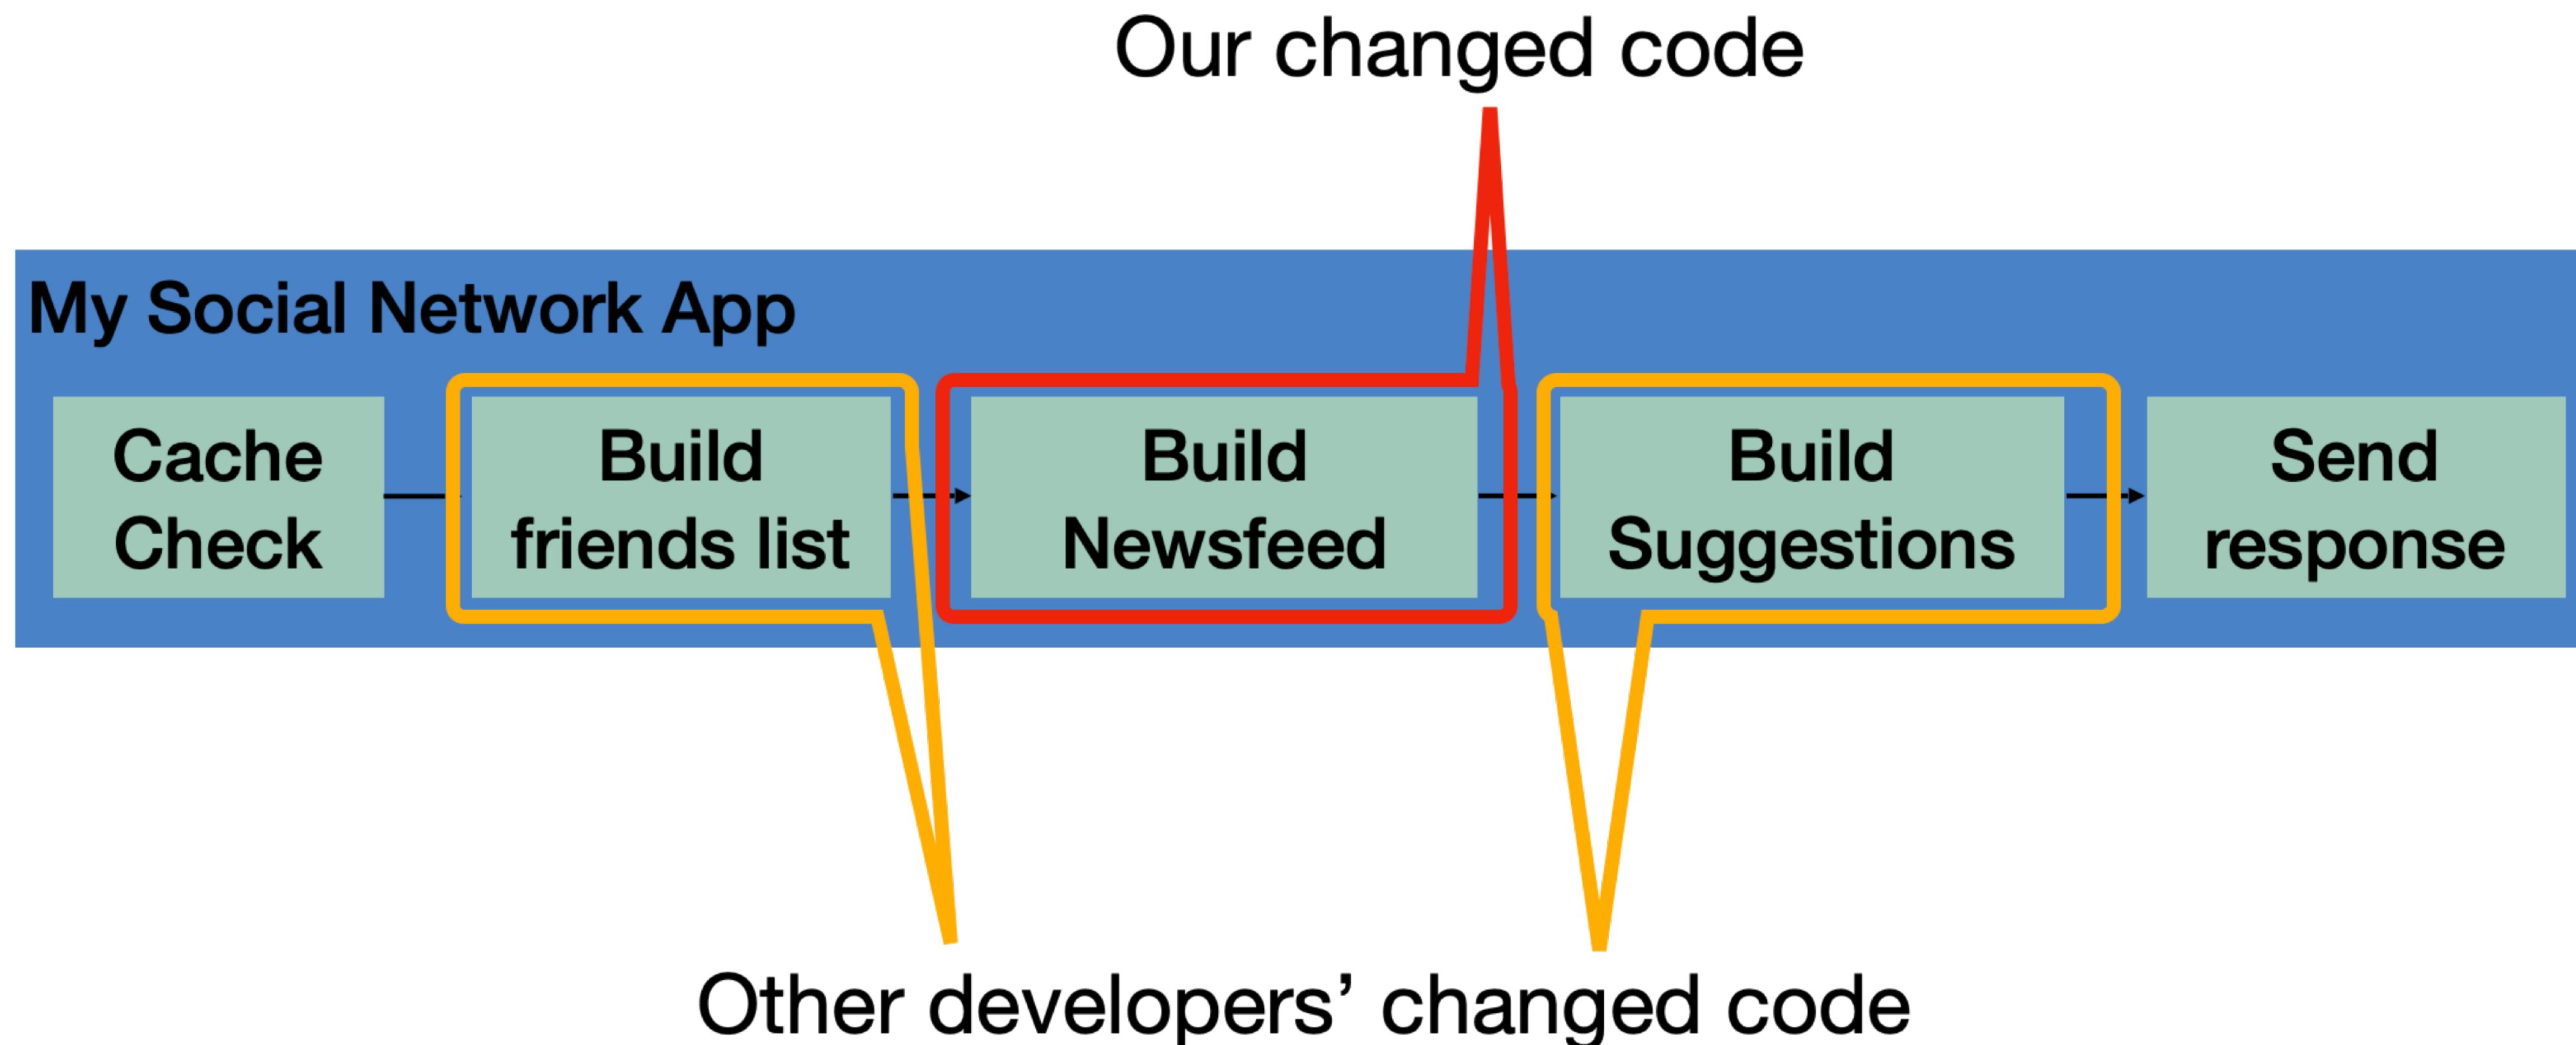 Our changed code
My Social Network App
Cache
Check
Build
friends list
Build
Newsfeed
Build
Suggestions
Send
response
Other developers’ changed code